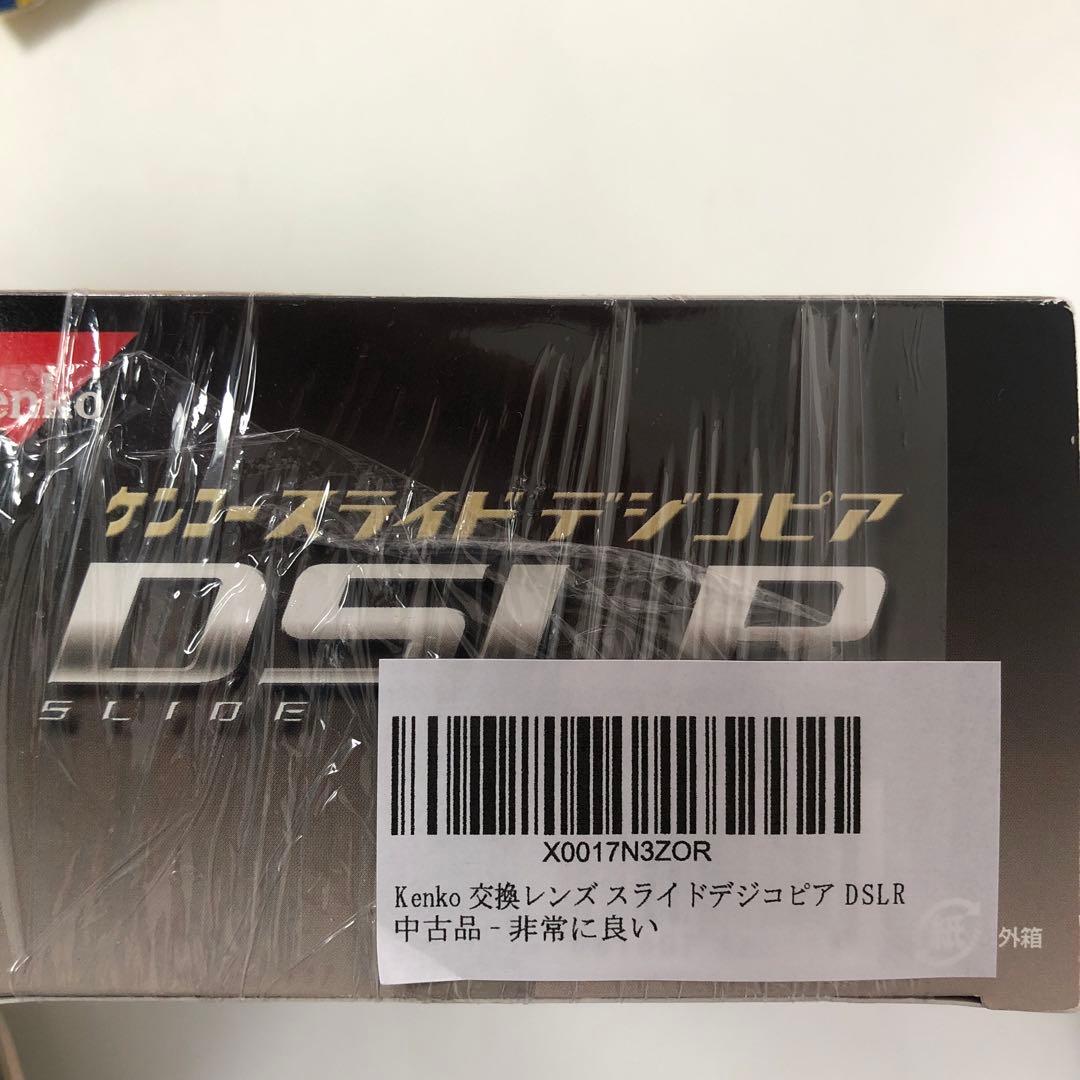 enko
ケンコースライドデジコピア
DSLR
SLIDE
X0017N3ZOR
Kenko 交換レンズ スライドデジコピア DSLR
中古品 - 非常に良い
紙 外箱